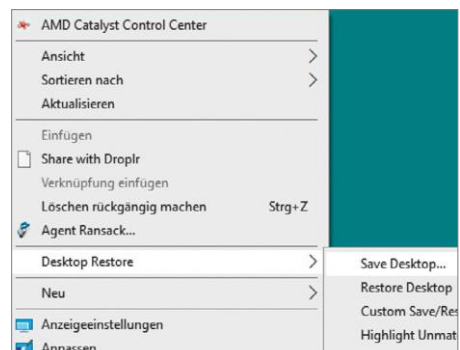 AMD Catalyst Control Center
Ansicht
Sortieren nach
Aktualisieren
Einfügen
Share with Droplr
Verknüpfung einfügen
Löschen rückgängig machen Strg+Z
Agent Ransack...
Desktop Restore
Save Desktop...
Neu
Restore Desktop
Custom Save/Res
Anzeigeeinstellungen
Highlight Unmat
Anpassen